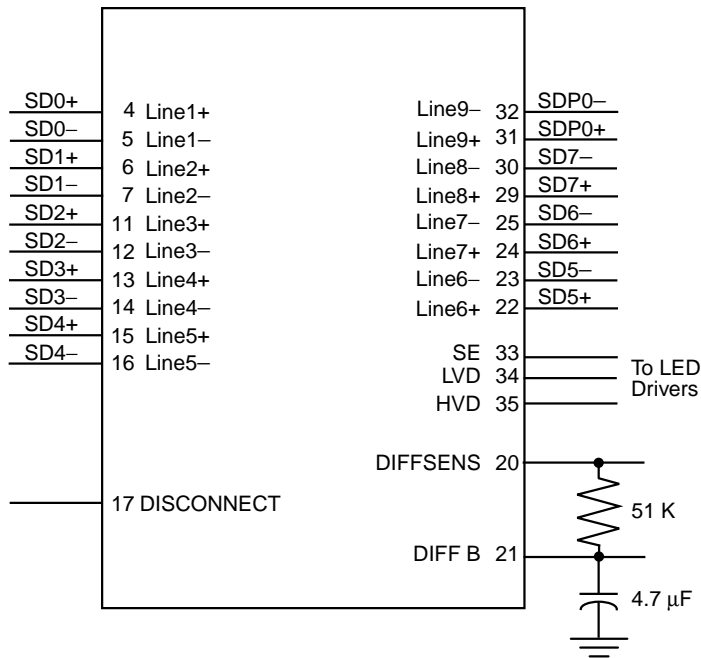 SD0+ 4 Line1+ Line9– 32 SDP0–
SD0– 5 Line1– Line9+ 31 SDP0+
SD1+ 6 Line2+ Line8– 30 SD7–
SD1– 7 Line2– Line8+ 29 SD7+
SD2+ 11 Line3+ Line7– 25 SD6–
SD2– 12 Line3– Line7+ 24 SD6+
SD3+ 13 Line4+ Line6– 23 SD5–
SD3– 14 Line4– Line6+ 22 SD5+
SD4+ 15 Line5+
SD4– 16 Line5–
SE 33
LVD 34
HVD 35
To LED
Drivers
DIFFSENS 20
17 DISCONNECT
51 K
DIFF B 21
4.7 μF